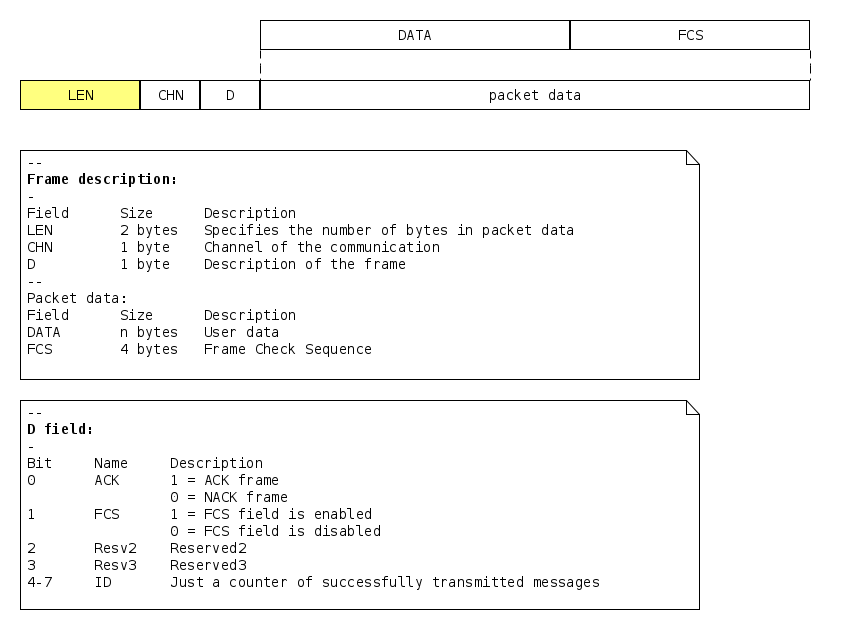 DATA FCS
LEN CHN D packet data
--
Frame description:
-
Field Size Description
LEN 2 bytes Specifies the number of bytes in packet data
CHN 1 byte Channel of the communication
D 1 byte Description of the frame
--
Packet data:
Field Size Description
DATA n bytes User data
FCS 4 bytes Frame Check Sequence
--
D field:
-
Bit Name Description
0 ACK 1 = ACK frame
0 = NACK frame
1 FCS 1 = FCS field is enabled
0 = FCS field is disabled
2 Resv2 Reserved2
3 Resv3 Reserved3
4-7 ID Just a counter of successfully transmitted messages